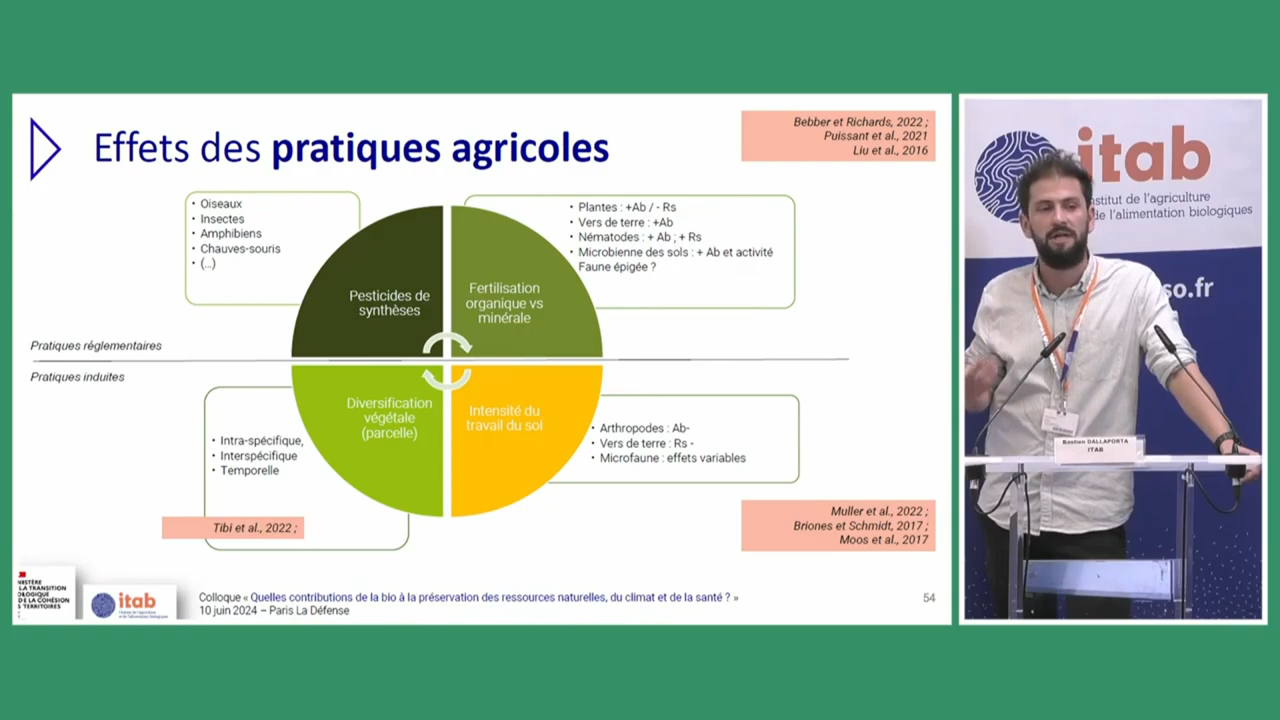 Effets des pratiques agricoles
Bebber et Richards, 2022 ;
Puissant et al., 2021
Liu et al., 2016
• Oiseaux
• Insectes
• Amphibiens
• Chauves-souris
• (...)
• Plantes : +Ab / - Rs
• Vers de terre : +Ab
• Nématodes : + Ab ; + Rs
• Microbienne des sols : + Ab et activité
Faune épigée ?
Pesticides de
synthèses
Fertilisation
organique vs
minérale
Pratiques réglementaires
Pratiques induites
Diversification
végétale
(parcelle)
Intensité du
travail du sol
• Intra-spécifique,
• Interspécifique
• Temporelle
• Arthropodes : Ab-
• Vers de terre : Rs -
• Microfaune : effets variables
Tibi et al., 2022 ;
Muller et al., 2022 ;
Briones et Schmidt, 2017 ;
Moos et al., 2017
NISTÈRE
LA TRANSITION
OLOGIQUE
DE LA COHÉSION
S TERRITOIRES
itab
Colloque « Quelles contributions de la bio à la préservation des ressources naturelles, du climat et de la santé ? »
10 juin 2024 – Paris La Défense
54
itab
nstitut de l'agriculture
de l'alimentation biologiques
so.fr
Bastien DALLAPORTA
ITAB